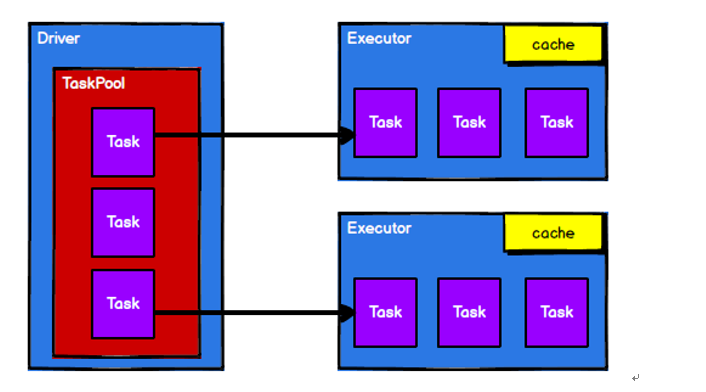 Driver
TaskPool
Task
Task
Task
Executor
cache
Task Task Task
Executor
cache
Task Task Task